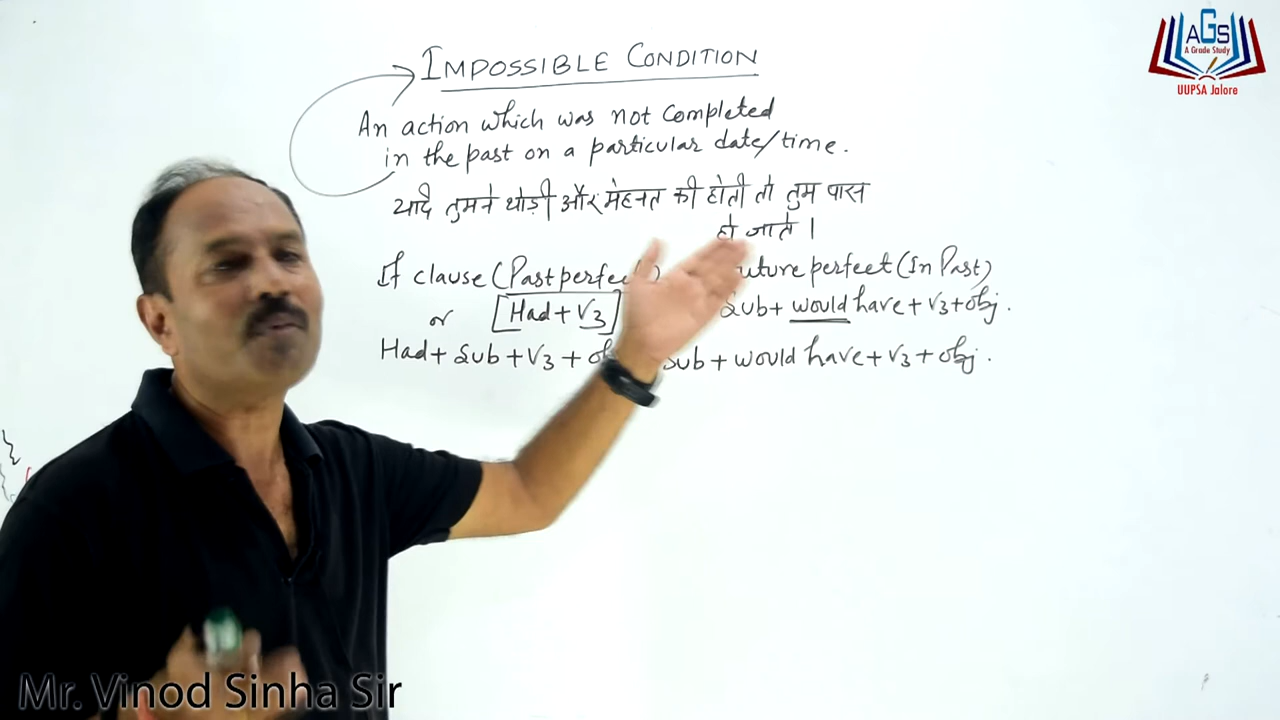 IMPOSSIBLE CONDITION
An action which was not completed
in the past on a particular date/time.
यदि तुमने थोड़ी और मेहनत की होती तो तुम पास
हो जाते।
If clause (Past perfect) Future perfect (In Past)
or [Had + V3] Sub + would have + V3 + obj.
Had + Sub + V3 + obj Sub + would have + V3 + obj.
AGS
A Grade Study
UUPSA Jalore
Mr. Vinod Sinha Sir